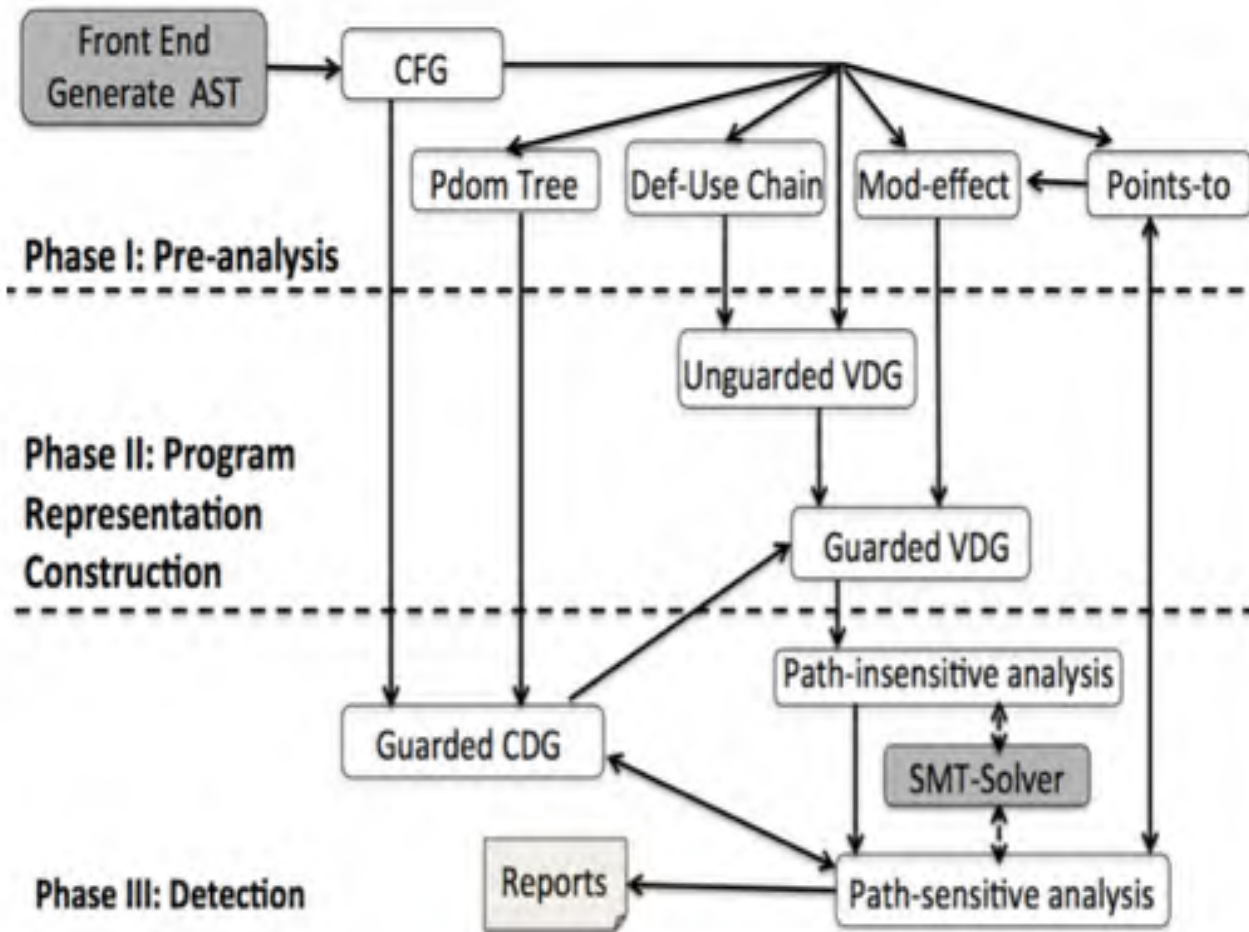 Front End
Generate AST
CFG
Pdom Tree
Def-Use Chain
Mod-effect
Points-to
Phase I: Pre-analysis
Unguarded VDG
Phase II: Program
Representation
Construction
Guarded VDG
Path-insensitive analysis
Guarded CDG
SMT-Solver
Reports
Path-sensitive analysis
Phase III: Detection